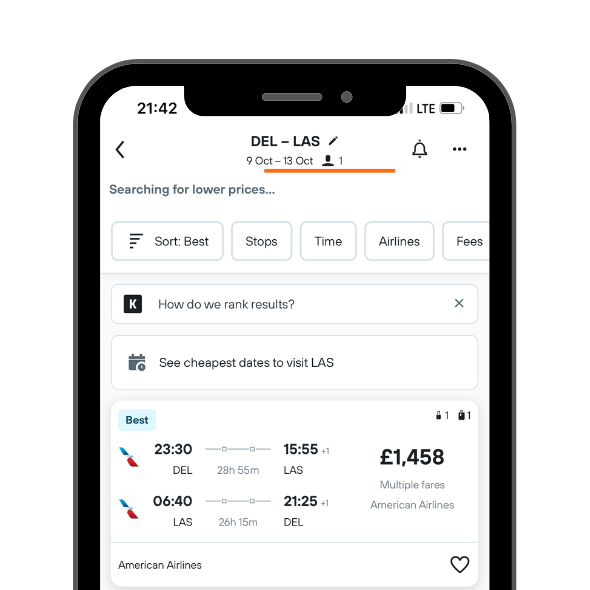 21:42
LTE
DEL – LAS
9 Oct – 13 Oct 1
Searching for lower prices...
Sort: Best Stops Time Airlines Fees
K How do we rank results? ✕
See cheapest dates to visit LAS
Best 1 1
23:30 15:55 +1
DEL 28h 55m LAS
£1,458
Multiple fares
American Airlines
06:40 21:25 +1
LAS 26h 15m DEL
American Airlines